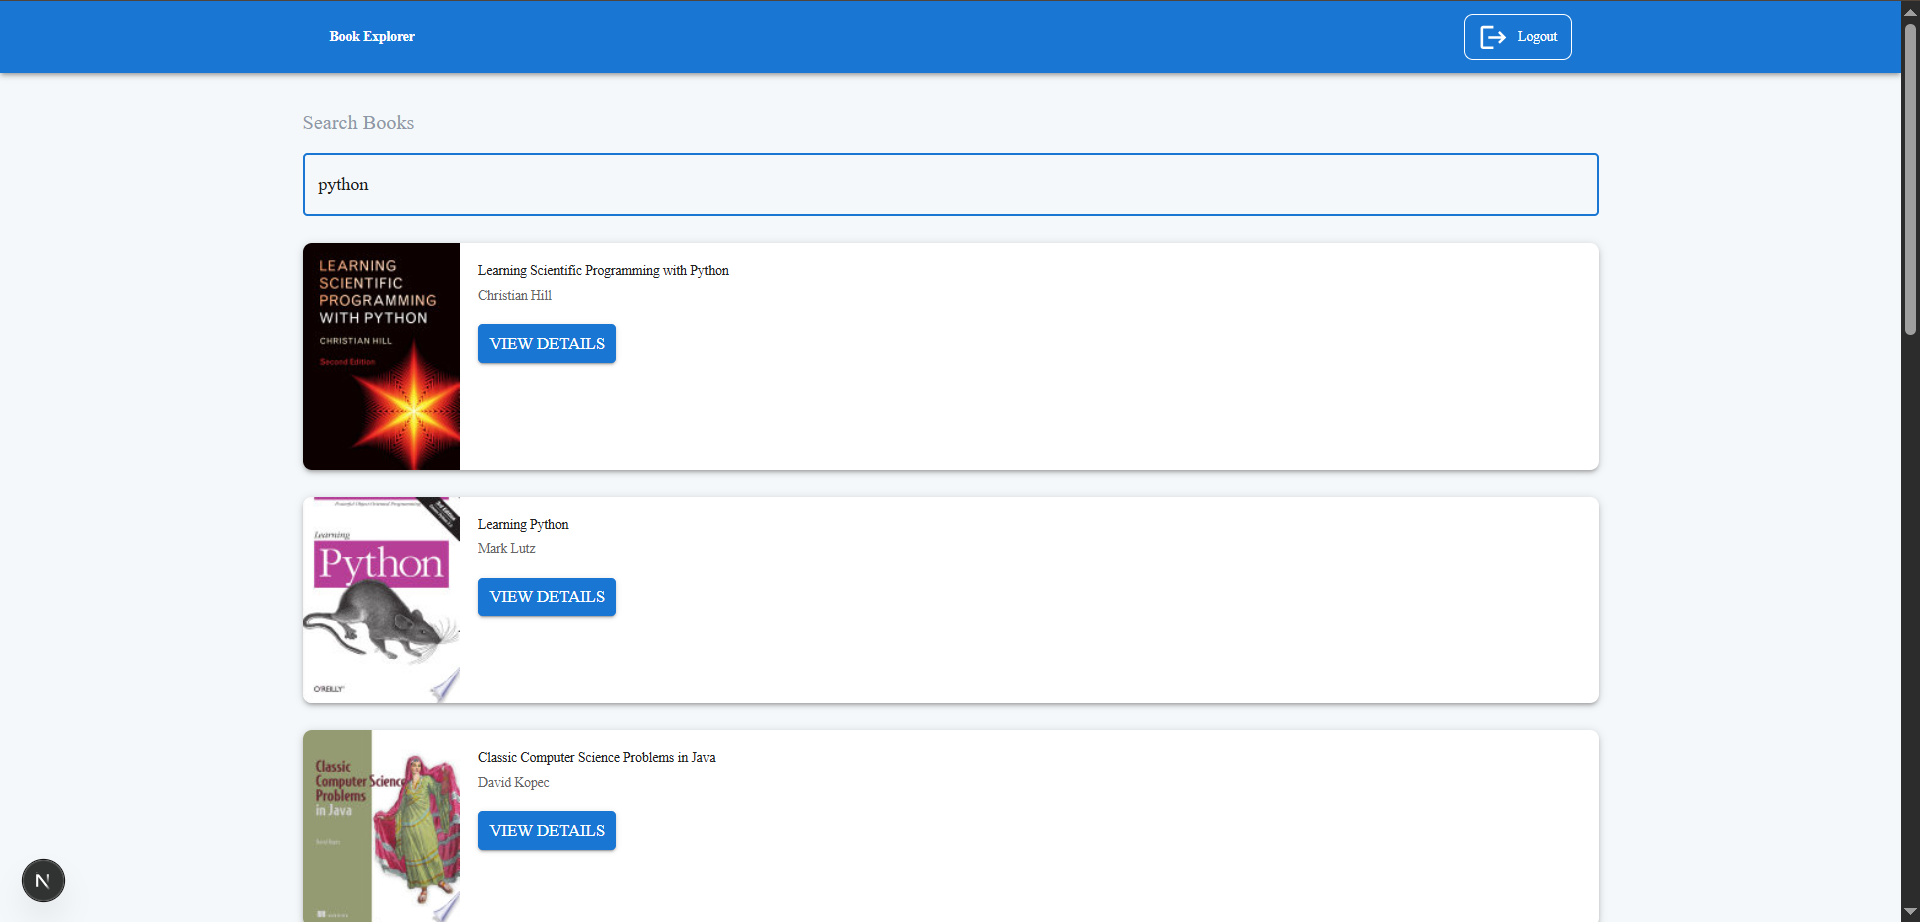 Book Explorer
Logout
Search Books
python
LEARNING
SCIENTIFIC
PROGRAMMING
WITH PYTHON
CHRISTIAN HILL
Second Edition
Learning Scientific Programming with Python
Christian Hill
VIEW DETAILS
Learning
Python
O'REILLY
Learning Python
Mark Lutz
VIEW DETAILS
Classic
Computer Science
Problems
in Java
Classic Computer Science Problems in Java
David Kopec
VIEW DETAILS
N